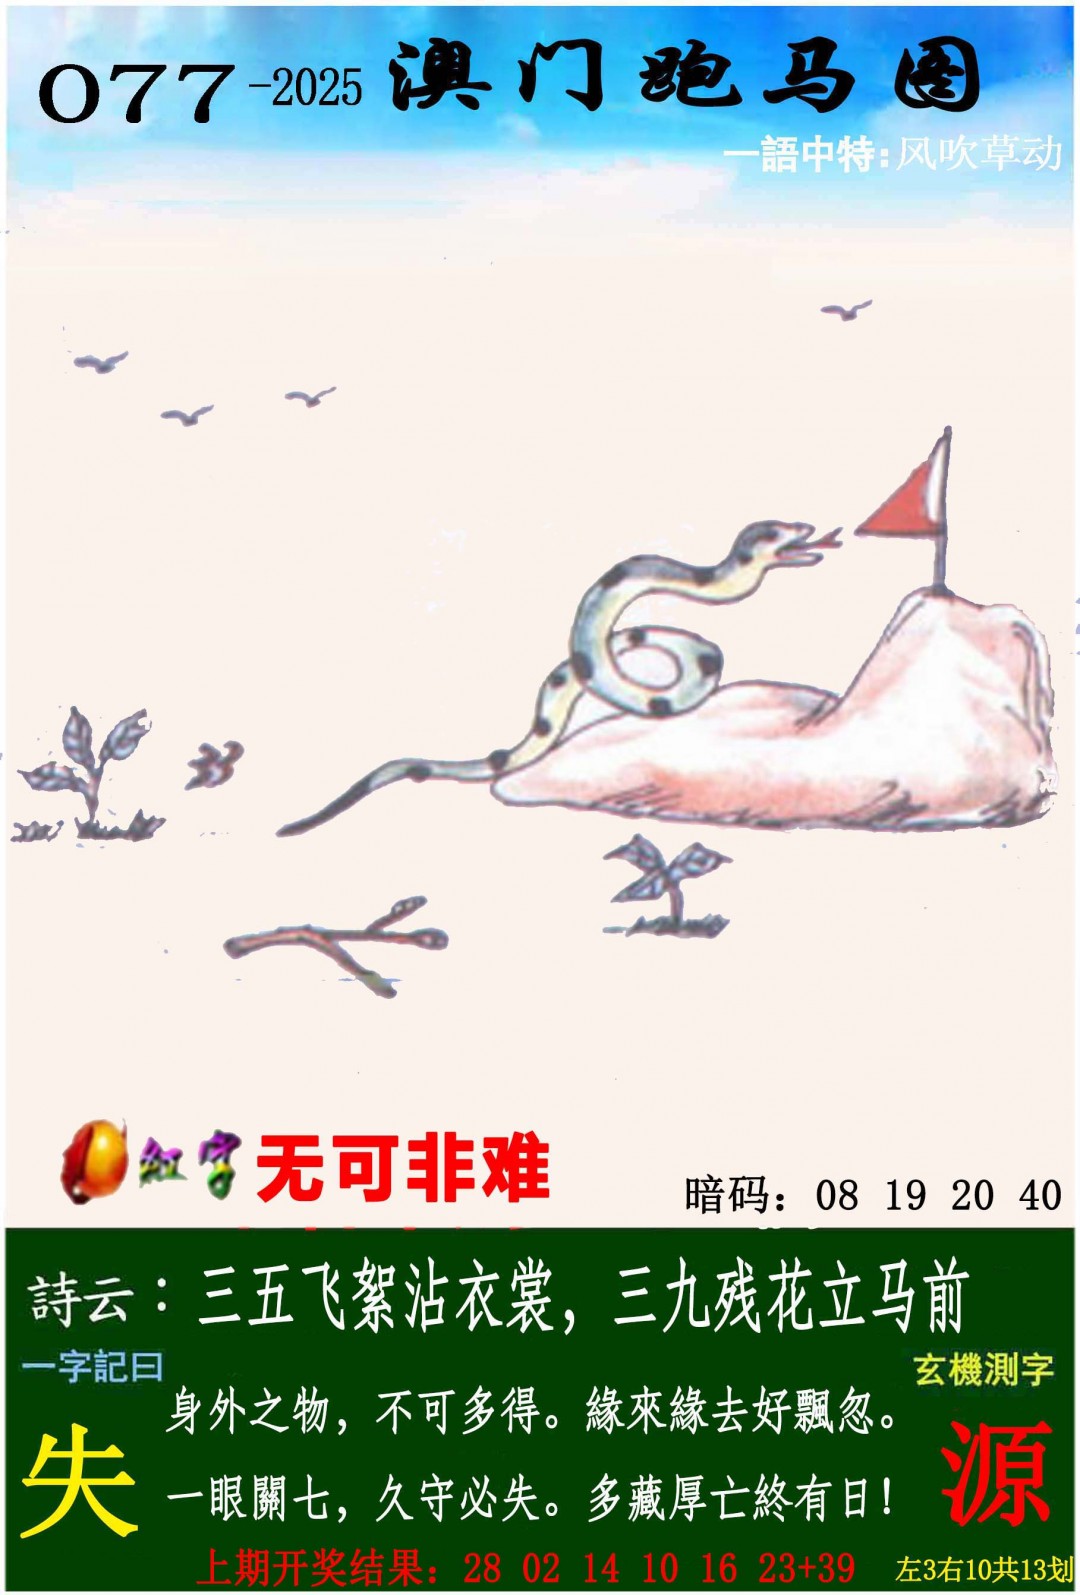 077-2025 澳门跑马图
一語中特:风吹草动
红字 无可非难
暗码：08 19 20 40
詩云：三五飞絮沾衣裳，三九残花立马前
一字記曰
玄機測字
身外之物，不可多得。緣來緣去好飄忽。
失
源
一眼關七，久守必失。多藏厚亡終有日！
上期开奖结果：28 02 14 10 16 23+39
左3右10共13划